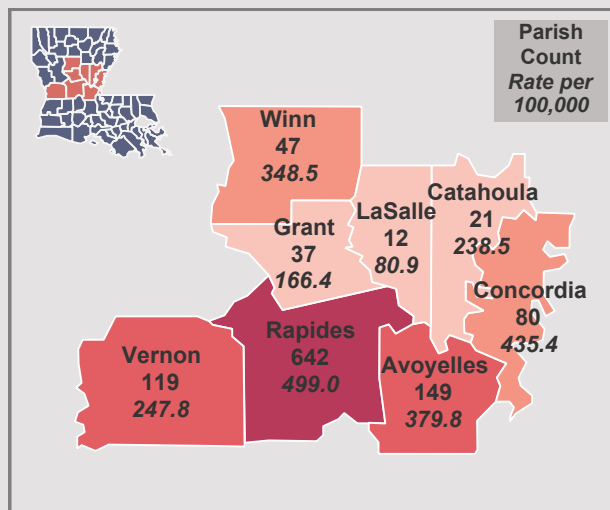 Parish
Count
Rate per
100,000
Winn
47
348.5
Grant
37
166.4
LaSalle
12
80.9
Catahoula
21
238.5
Concordia
80
435.4
Vernon
119
247.8
Rapides
642
499.0
Avoyelles
149
379.8